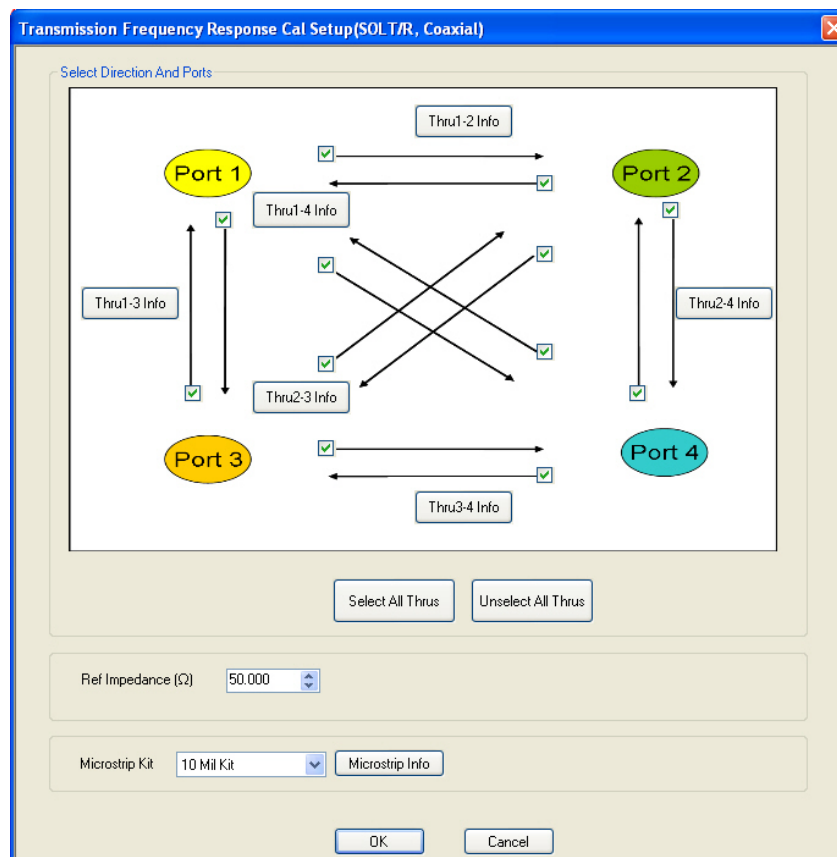 Transmission Frequency Response Cal Setup(SOLT/R, Coaxial)
Select Direction And Ports
Thru1-2 Info
Port 1
Port 2
Thru1-4 Info
Thru1-3 Info
Thru2-4 Info
Thru2-3 Info
Port 3
Port 4
Thru3-4 Info
Select All Thrus
Unselect All Thrus
Ref Impedance (Ω)
50.000
Microstrip Kit
10 Mil Kit
Microstrip Info
OK
Cancel